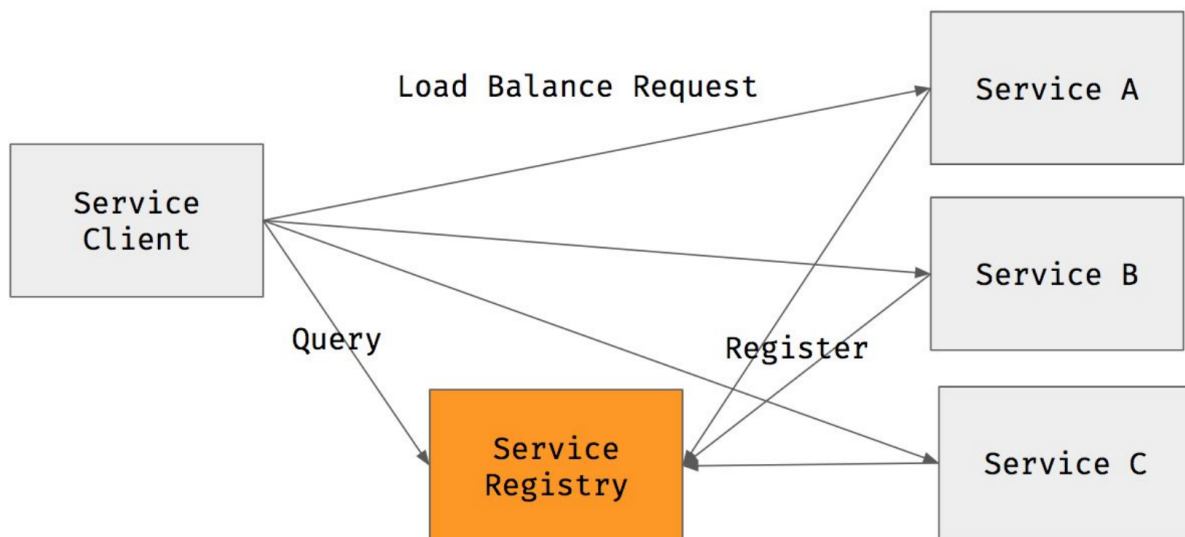 Load Balance Request
Service A
Service
Client
Service B
Query
Register
Service
Registry
Service C